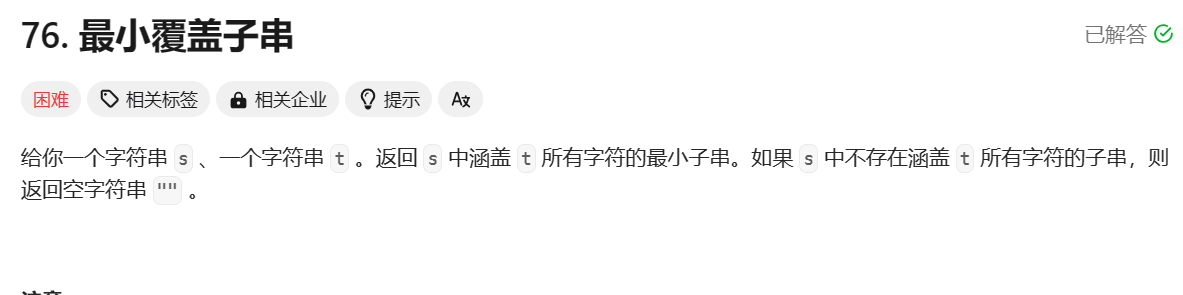 76. 最小覆盖子串
已解答
困难 相关标签 相关企业 提示
给你一个字符串 s 、一个字符串 t 。返回 s 中涵盖 t 所有字符的最小子串。如果 s 中不存在涵盖 t 所有字符的子串，则
返回空字符串 "" 。